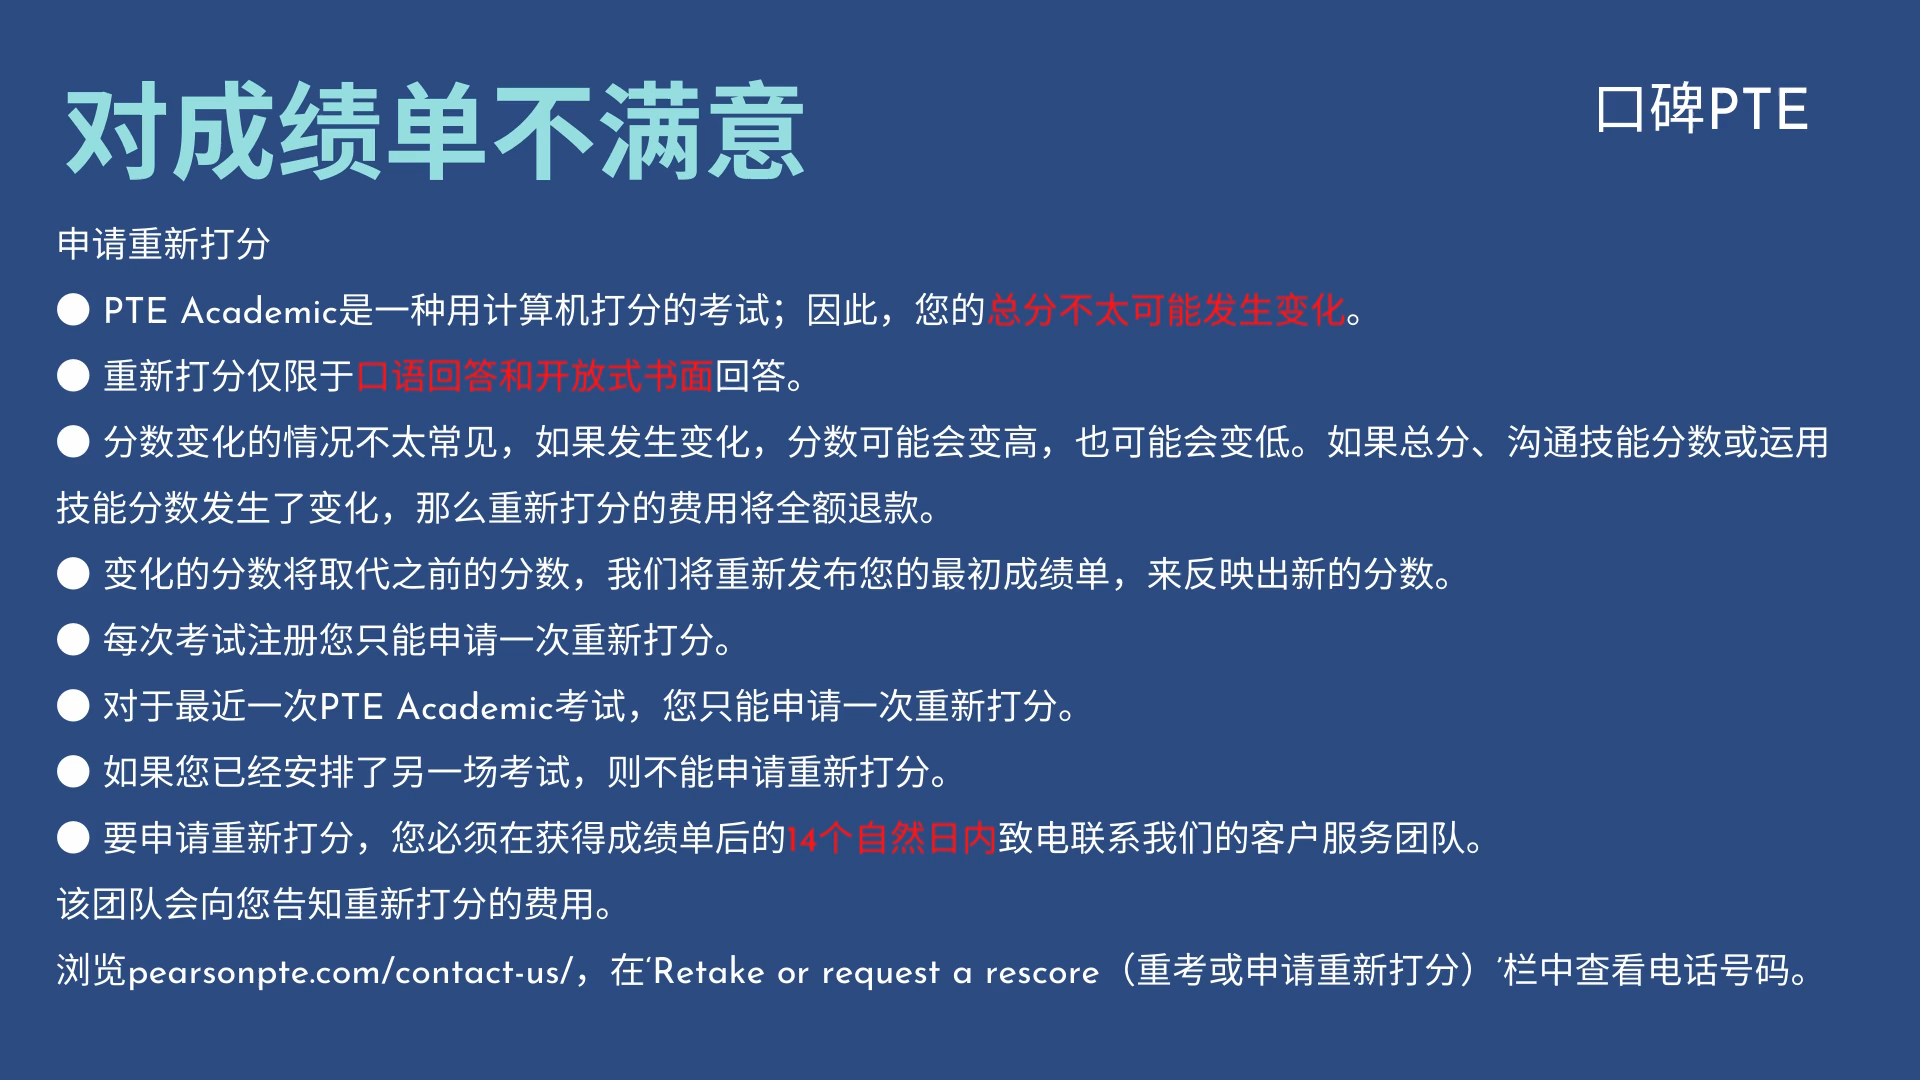 对成绩单不满意
口碑PTE
申请重新打分
● PTE Academic是一种用计算机打分的考试；因此，您的总分不太可能发生变化。
● 重新打分仅限于口语回答和开放式书面回答。
● 分数变化的情况不太常见，如果发生变化，分数可能会变高，也可能会变低。如果总分、沟通技能分数或运用
技能分数发生了变化，那么重新打分的费用将全额退款。
● 变化的分数将取代之前的分数，我们将重新发布您的最初成绩单，来反映出新的分数。
● 每次考试注册您只能申请一次重新打分。
● 对于最近一次PTE Academic考试，您只能申请一次重新打分。
● 如果您已经安排了另一场考试，则不能申请重新打分。
● 要申请重新打分，您必须在获得成绩单后的14个自然日内致电联系我们的客户服务团队。
该团队会向您告知重新打分的费用。
浏览pearsonpte.com/contact-us/，在‘Retake or request a rescore（重考或申请重新打分）’栏中查看电话号码。